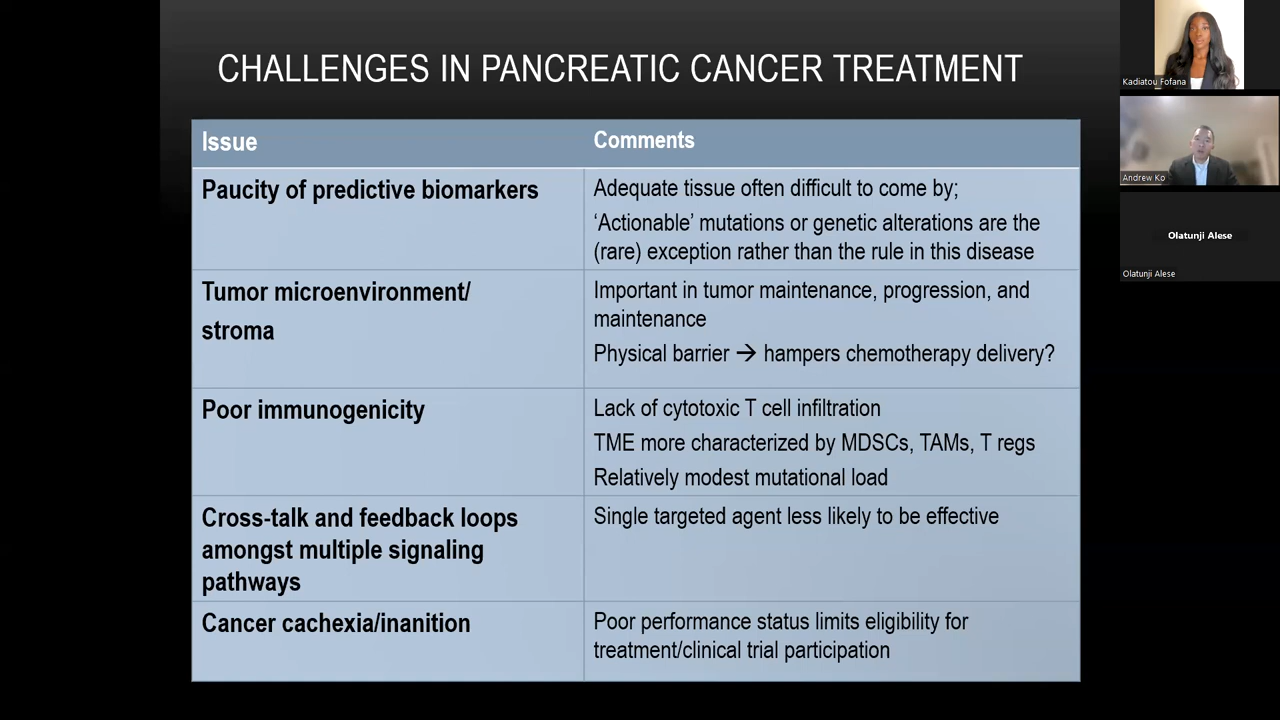 CHALLENGES IN PANCREATIC CANCER TREATMENT
Issue
Comments
Paucity of predictive biomarkers
Adequate tissue often difficult to come by;
‘Actionable’ mutations or genetic alterations are the
(rare) exception rather than the rule in this disease
Tumor microenvironment/
stroma
Important in tumor maintenance, progression, and
maintenance
Physical barrier → hampers chemotherapy delivery?
Poor immunogenicity
Lack of cytotoxic T cell infiltration
TME more characterized by MDSCs, TAMs, T regs
Relatively modest mutational load
Cross-talk and feedback loops
amongst multiple signaling
pathways
Single targeted agent less likely to be effective
Cancer cachexia/inanition
Poor performance status limits eligibility for
treatment/clinical trial participation
Kadiatou Fofana
Andrew Ko
Olatunji Alese
Olatunji Alese